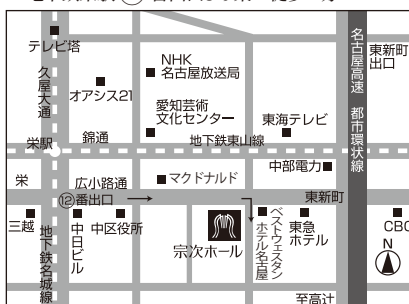 テレビ塔
NHK
名古屋放送局
名古屋高速 都市環状線
東新町
出口
久屋大通
オアシス21
愛知芸術
文化センター
東海テレビ
錦通
栄駅
地下鉄東山線
中部電力
栄
広小路通
マクドナルド
東新町
⑫番出口
三越
地下鉄名城線
中日ビル
中区役所
宗次ホール
ベストウェスタン
ホテル名古屋
東急
ホテル
CBC
N
至高辻